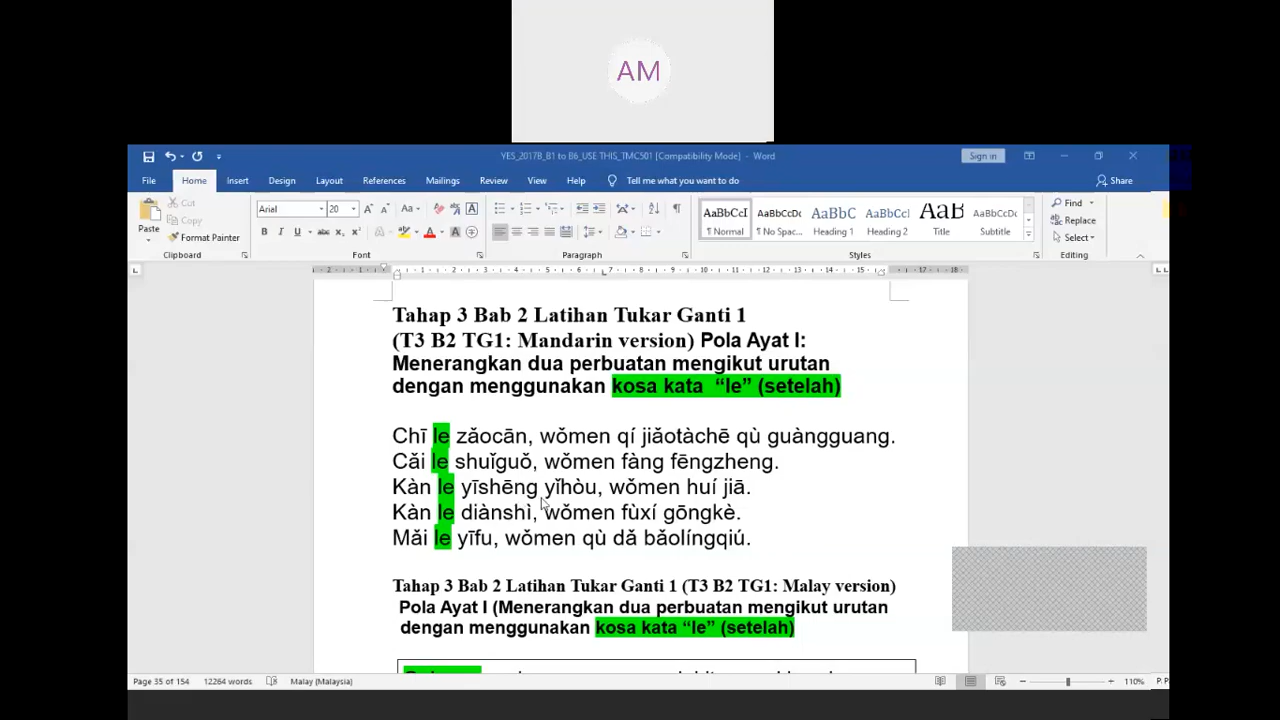 AM
YES_2017B_B1 to B6_USE THIS_TMC501 [Compatibility Mode] - Word
Sign in
File Home Insert Design Layout References Mailings Review View Help Tell me what you want to do Share
Paste
Cut
Copy
Format Painter
Clipboard
Arial 20
Font
Paragraph
AaBbCcI AaBbCcDc AaBbC AaBbCcI AaB AaBbCcDc
¶ Normal ¶ No Spac... Heading 1 Heading 2 Title Subtitle
Styles
Find
Replace
Select
Editing
Tahap 3 Bab 2 Latihan Tukar Ganti 1
(T3 B2 TG1: Mandarin version) Pola Ayat I:
Menerangkan dua perbuatan mengikut urutan
dengan menggunakan kosa kata “le” (setelah)
Chī le zǎocān, wǒmen qí jiǎotàchē qù guàngguang.
Cǎi le shuǐguǒ, wǒmen fàng fēngzheng.
Kàn le yīshēng yǐhòu, wǒmen huí jiā.
Kàn le diànshì, wǒmen fùxí gōngkè.
Mǎi le yīfu, wǒmen qù dǎ bǎolíngqiú.
Tahap 3 Bab 2 Latihan Tukar Ganti 1 (T3 B2 TG1: Malay version)
Pola Ayat I (Menerangkan dua perbuatan mengikut urutan
dengan menggunakan kosa kata “le” (setelah)
Page 35 of 154 12264 words Malay (Malaysia) 110%